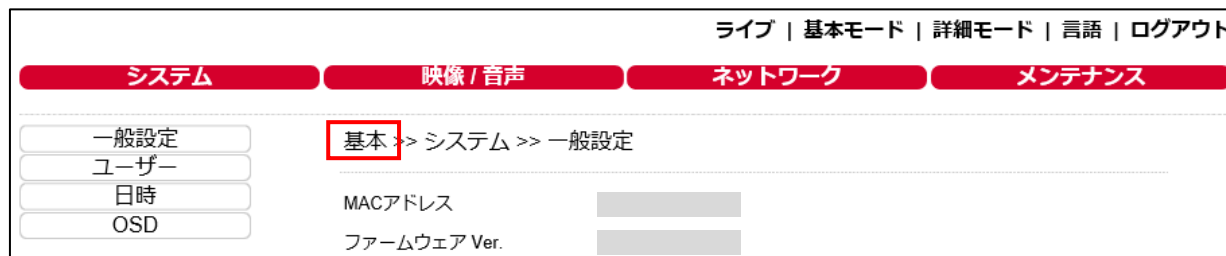 ライブ | 基本モード | 詳細モード | 言語 | ログアウト
システム 映像 / 音声 ネットワーク メンテナンス
一般設定
ユーザー
日時
OSD
基本 >> システム >> 一般設定
MACアドレス
ファームウェア Ver.